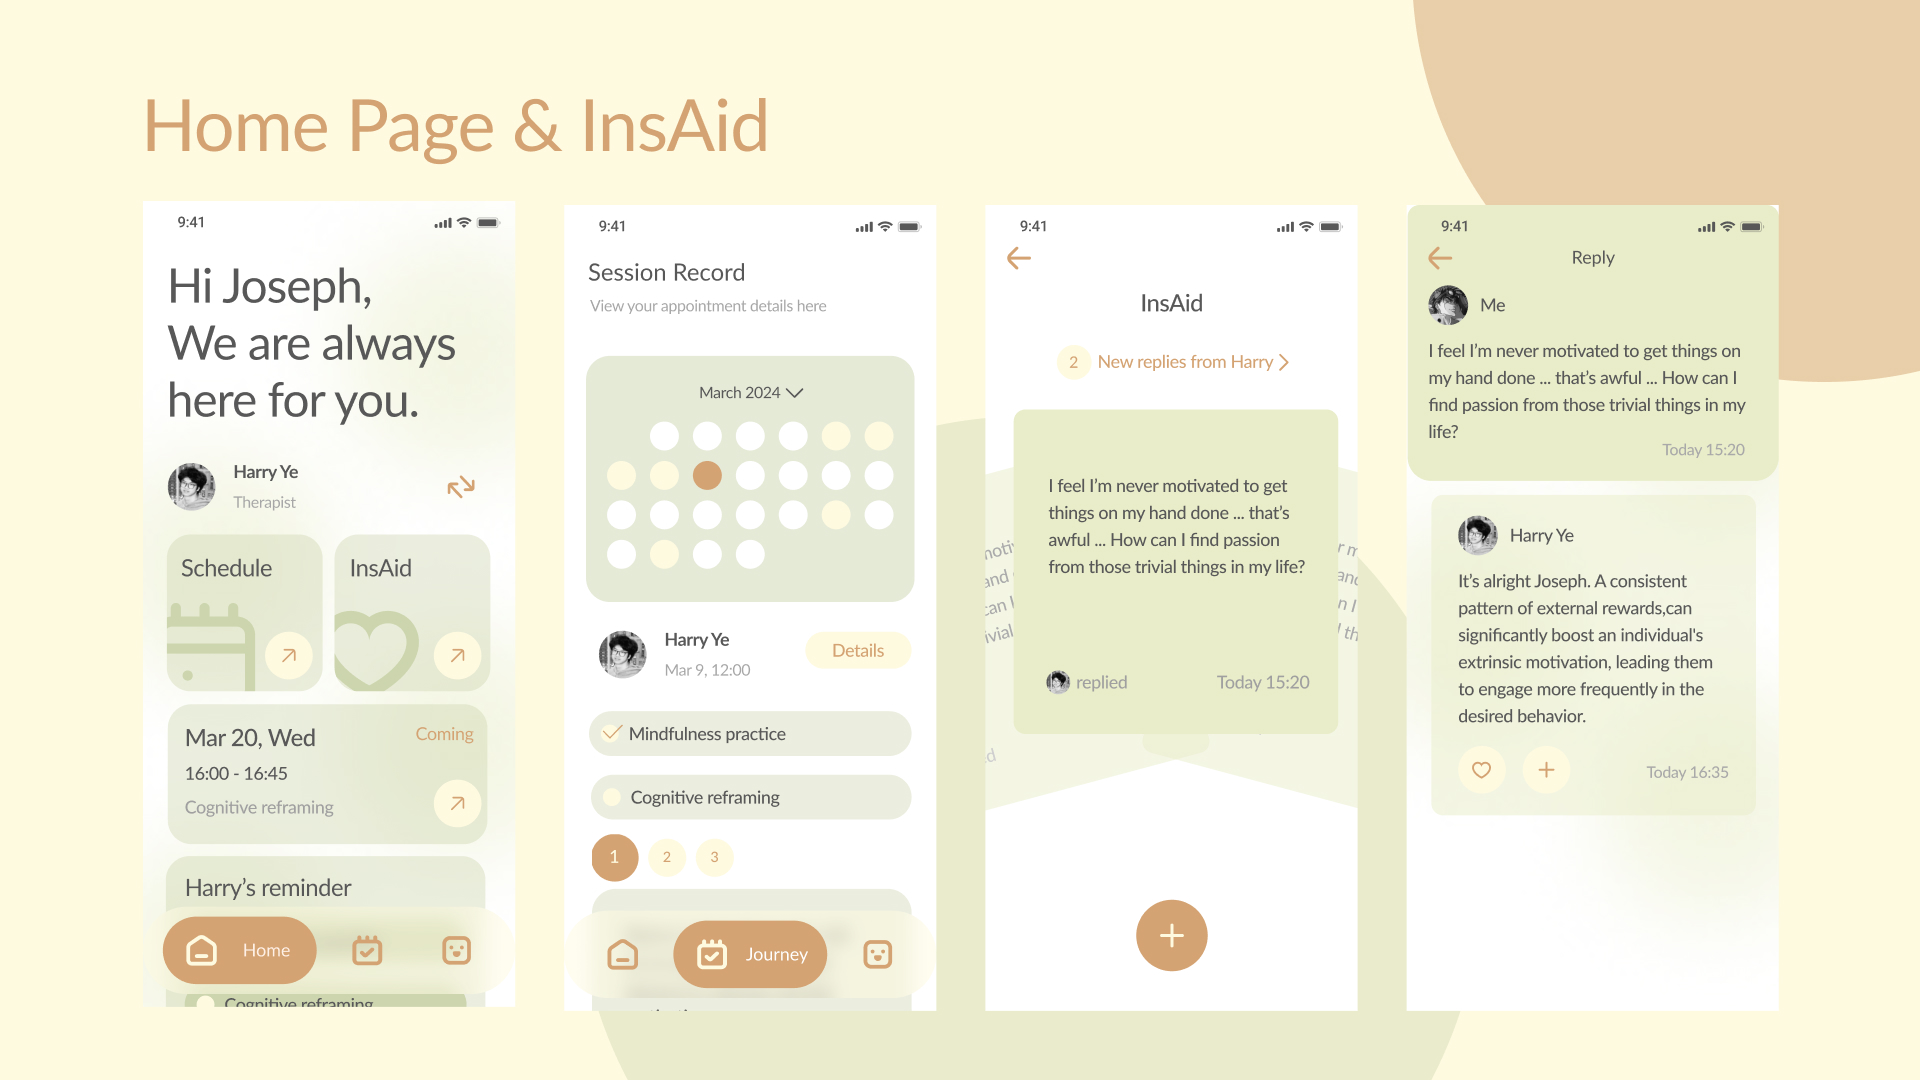 Home Page & InsAid
9:41
Hi Joseph,
We are always
here for you.
Harry Ye
Therapist
Schedule
InsAid
Mar 20, Wed
Coming
16:00 - 16:45
Cognitive reframing
Harry's reminder
Home
Cognitive reframing
9:41
Session Record
View your appointment details here
March 2024
Harry Ye
Mar 9, 12:00
Details
Mindfulness practice
Cognitive reframing
1
2
3
Journey
9:41
InsAid
2
New replies from Harry
I feel I'm never motivated to get
things on my hand done ... that's
awful ... How can I find passion
from those trivial things in my life?
replied
Today 15:20
9:41
Reply
Me
I feel I'm never motivated to get things on
my hand done ... that's awful ... How can I
find passion from those trivial things in my
life?
Today 15:20
Harry Ye
It's alright Joseph. A consistent
pattern of external rewards,can
significantly boost an individual's
extrinsic motivation, leading them
to engage more frequently in the
desired behavior.
Today 16:35